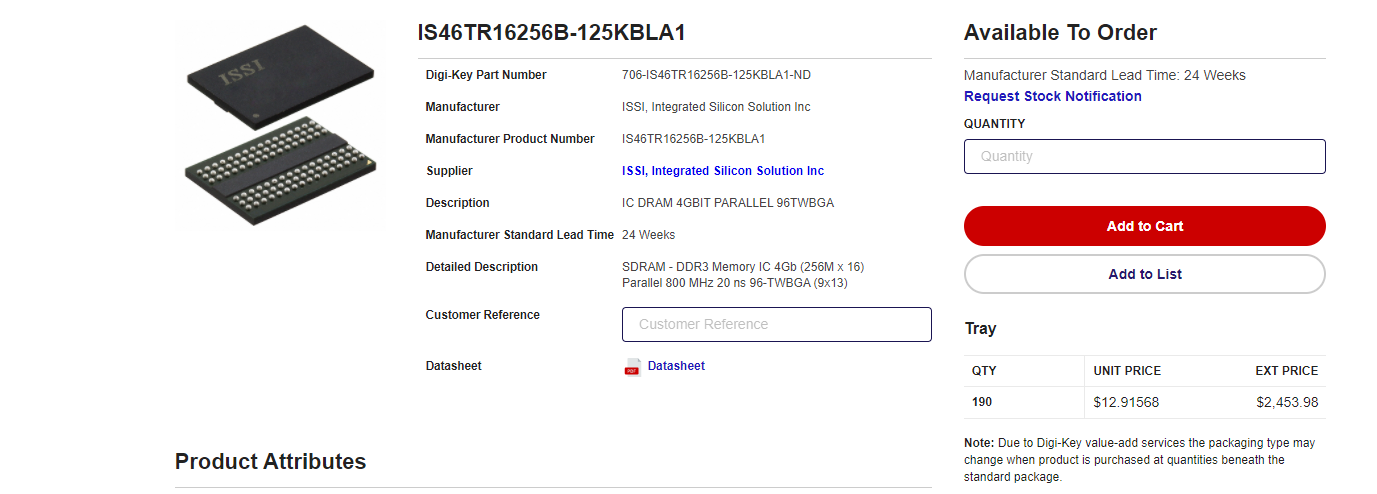 ISSI
IS46TR16256B-125KBLA1
Digi-Key Part Number 706-IS46TR16256B-125KBLA1-ND
Manufacturer ISSI, Integrated Silicon Solution Inc
Manufacturer Product Number IS46TR16256B-125KBLA1
Supplier ISSI, Integrated Silicon Solution Inc
Description IC DRAM 4GBIT PARALLEL 96TWBGA
Manufacturer Standard Lead Time 24 Weeks
Detailed Description SDRAM - DDR3 Memory IC 4Gb (256M x 16)
Parallel 800 MHz 20 ns 96-TWBGA (9x13)
Customer Reference Customer Reference
Datasheet PDF Datasheet
Product Attributes
Available To Order
Manufacturer Standard Lead Time: 24 Weeks
Request Stock Notification
QUANTITY
Quantity
Add to Cart
Add to List
Tray
QTY UNIT PRICE EXT PRICE
190 $12.91568 $2,453.98
Note: Due to Digi-Key value-add services the packaging type may
change when product is purchased at quantities beneath the
standard package.